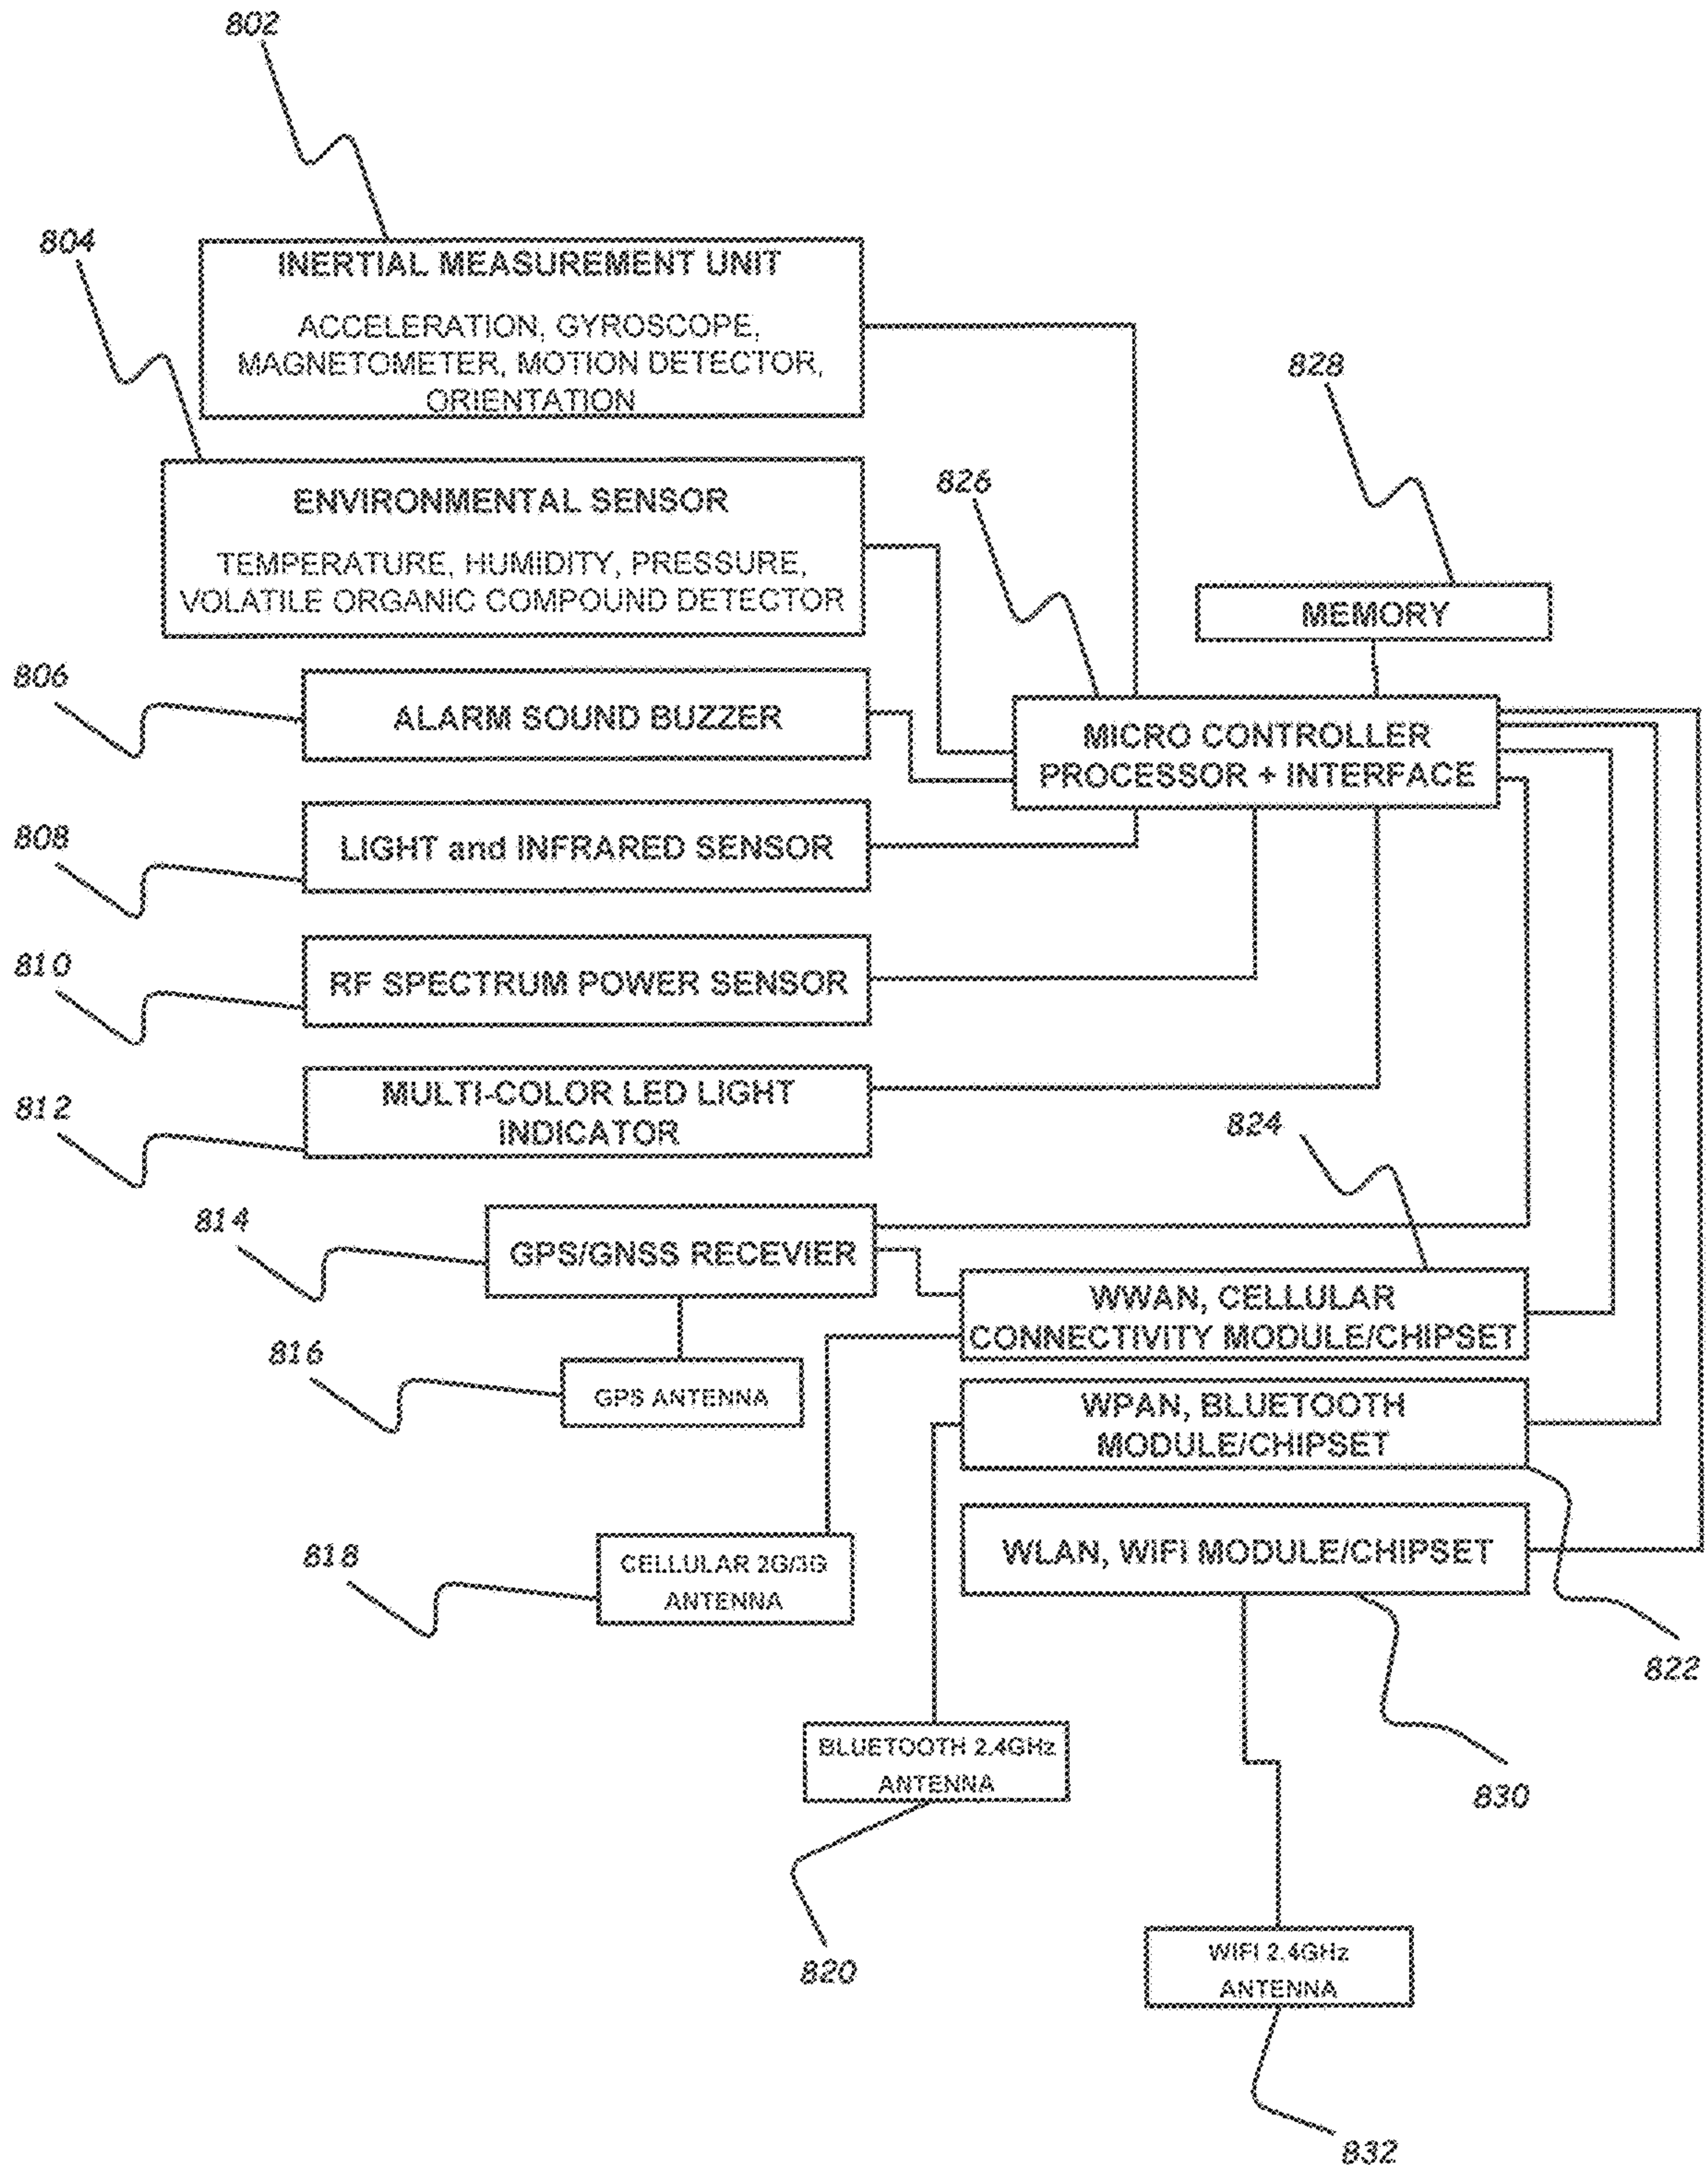 802
804
INERTIAL MEASUREMENT UNIT
ACCELERATION, GYROSCOPE,
MAGNETOMETER, MOTION DETECTOR,
ORIENTATION
828
826
ENVIRONMENTAL SENSOR
TEMPERATURE, HUMIDITY, PRESSURE,
VOLATILE ORGANIC COMPOUND DETECTOR
MEMORY
806
ALARM SOUND BUZZER
MICRO CONTROLLER
PROCESSOR + INTERFACE
808
LIGHT and INFRARED SENSOR
810
RF SPECTRUM POWER SENSOR
812
MULTI-COLOR LED LIGHT
INDICATOR
824
814
GPS/GNSS RECEVIER
WWAN, CELLULAR
CONNECTIVITY MODULE/CHIPSET
816
GPS ANTENNA
WPAN, BLUETOOTH
MODULE/CHIPSET
818
CELLULAR 2G/3G
ANTENNA
WLAN, WIFI MODULE/CHIPSET
822
BLUETOOTH 2.4GHz
ANTENNA
830
820
WIFI 2.4GHz
ANTENNA
832